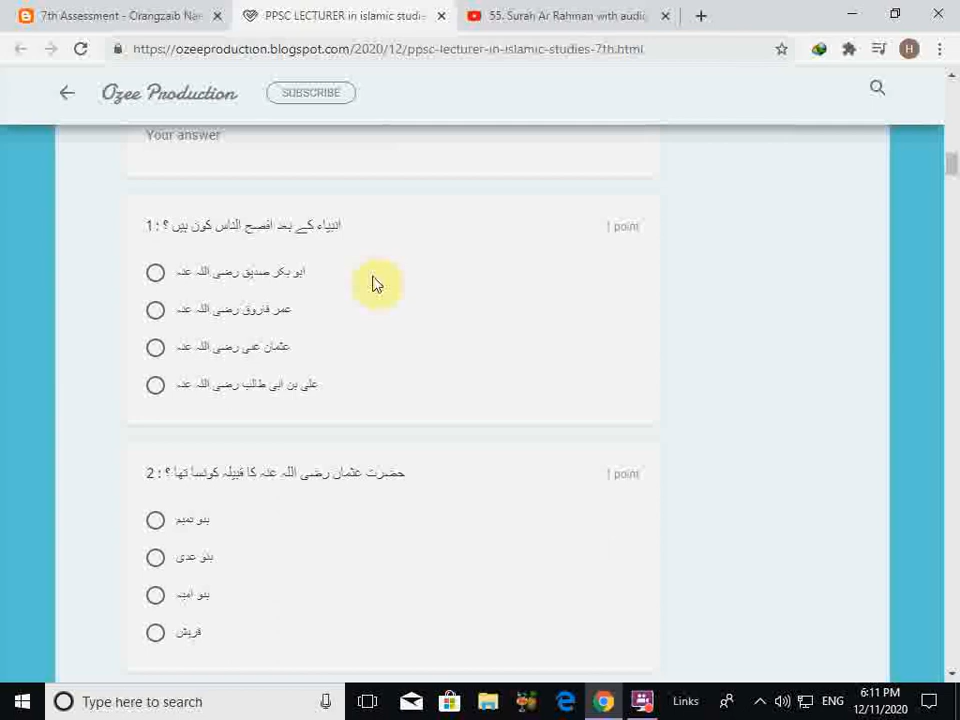 7th Assessment - Orangzaib Na
PPSC LECTURER in islamic studi
55. Surah Ar Rahman with audi
https://ozeeproduction.blogspot.com/2020/12/ppsc-lecturer-in-islamic-studies-7th.html
H
Ozee Production
SUBSCRIBE
Your answer
1 : انبیاء کے بعد افصح الناس کون ہیں ؟
1 point
ابو بکر صدیق رضی اللہ عنہ
عمر فاروق رضی اللہ عنہ
عثمان غنی رضی اللہ عنہ
علی بن ابی طالب رضی اللہ عنہ
2 : حضرت عثمان رضی اللہ عنہ کا قبیلہ کونسا تھا ؟
1 point
بنو تمیم
بنو عدی
بنو امیہ
قریش
Type here to search
Links
ENG
6:11 PM
12/11/2020